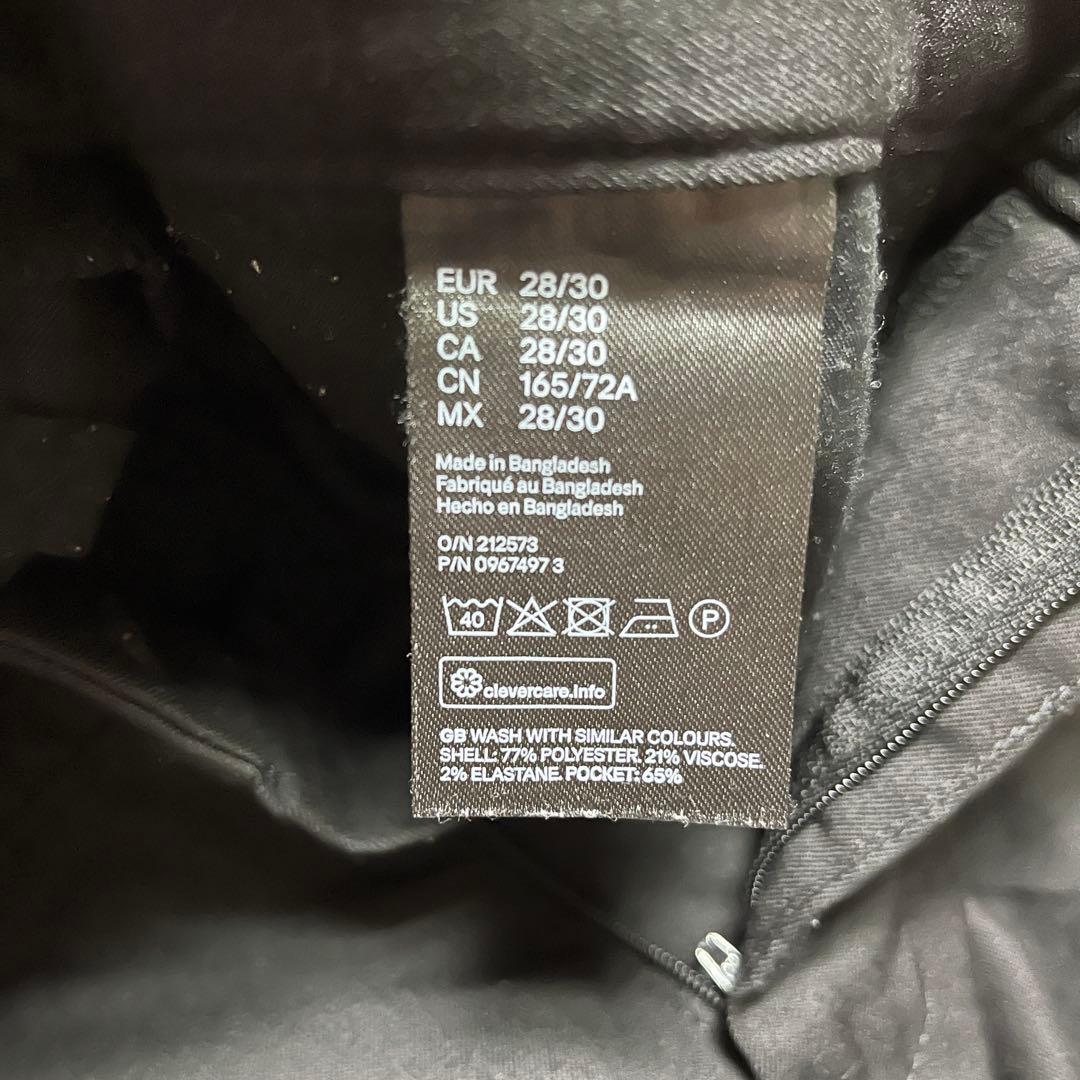 EUR 28/30
US 28/30
CA 28/30
CN 165/72A
MX 28/30
Made in Bangladesh
Fabriqué au Bangladesh
Hecho en Bangladesh
O/N 212573
P/N 0967497 3
40 P
clevercare.info
GB WASH WITH SIMILAR COLOURS.
SHELL: 77% POLYESTER. 21% VISCOSE.
2% ELASTANE. POCKET: 65%